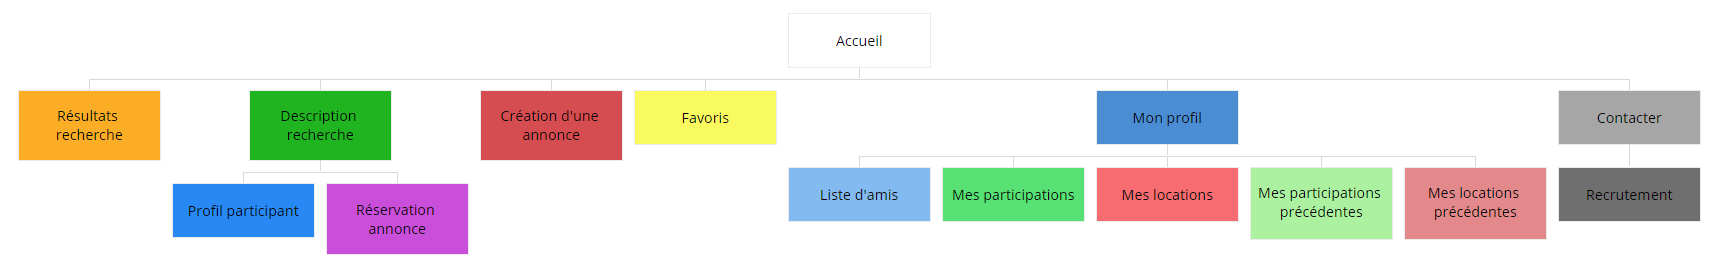 Accueil
Résultats
recherche
Description
recherche
Création d'une
annonce
Favoris
Mon profil
Contacter
Profil participant
Réservation
annonce
Liste d'amis
Mes participations
Mes locations
Mes participations
précédentes
Mes locations
précédentes
Recrutement